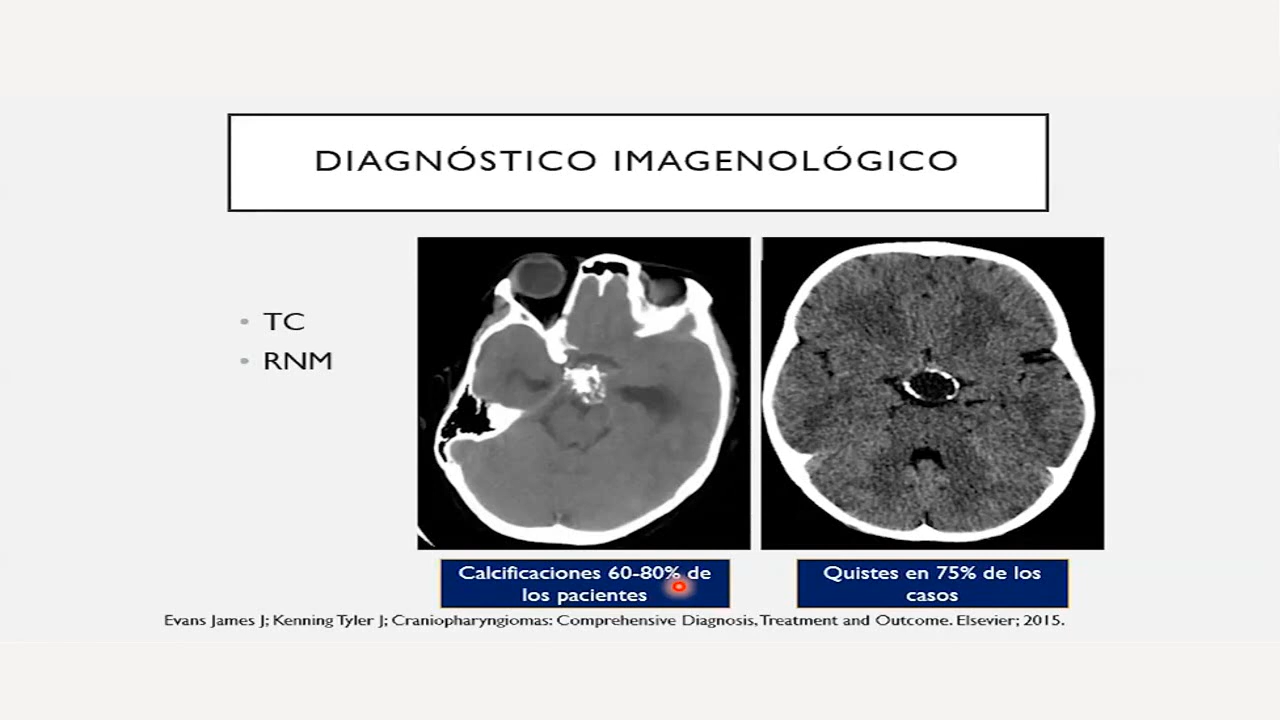 DIAGNÓSTICO IMAGENOLÓGICO
• TC
• RNM
Calcificaciones 60-80% de
los pacientes
Quistes en 75% de los
casos
Evans James J; Kenning Tyler J; Craniopharyngiomas: Comprehensive Diagnosis, Treatment and Outcome. Elsevier; 2015.